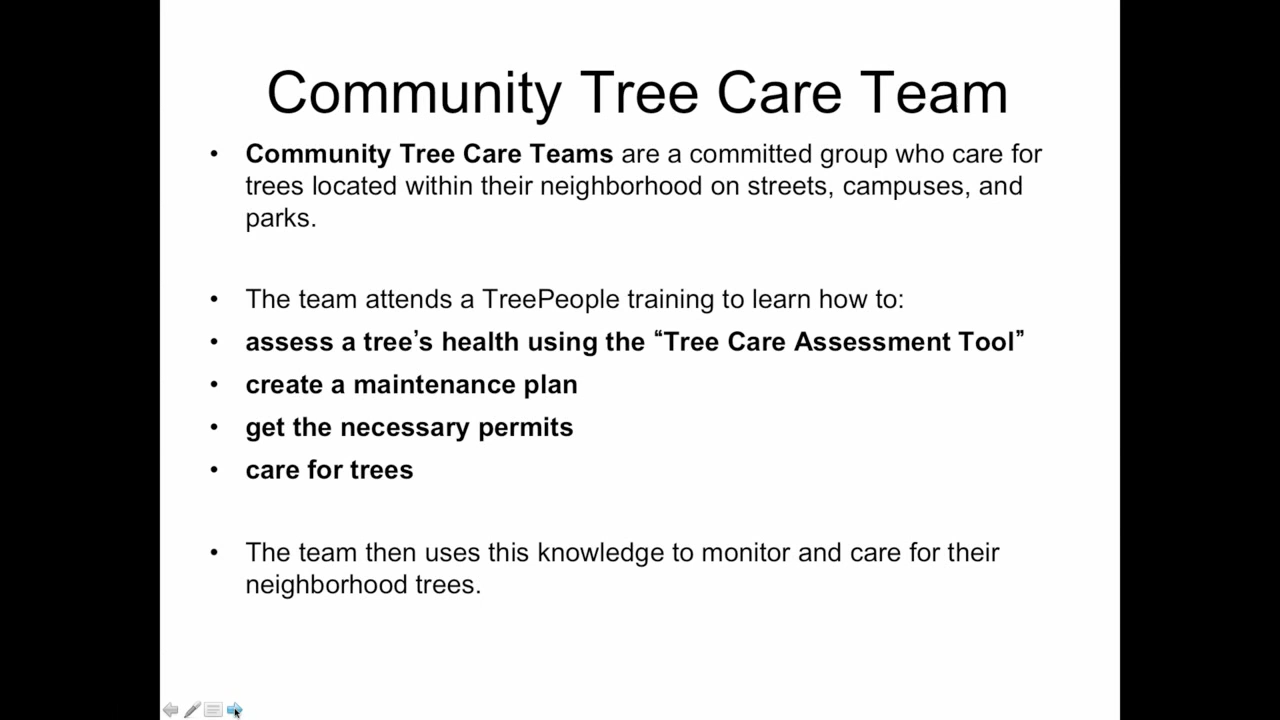 Community Tree Care Team
• Community Tree Care Teams are a committed group who care for
trees located within their neighborhood on streets, campuses, and
parks.
• The team attends a TreePeople training to learn how to:
• assess a tree’s health using the “Tree Care Assessment Tool”
• create a maintenance plan
• get the necessary permits
• care for trees
• The team then uses this knowledge to monitor and care for their
neighborhood trees.